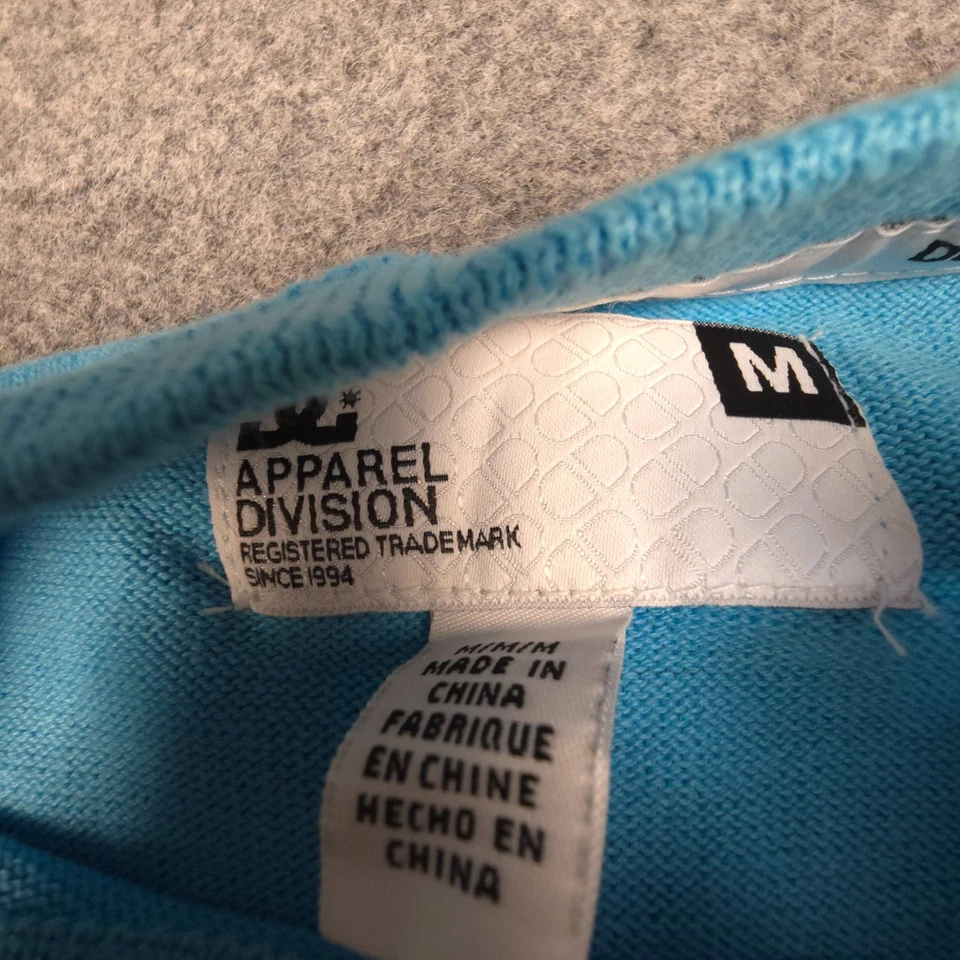 M
APPAREL
DIVISION
REGISTERED TRADEMARK
SINCE 1994
M/M/M
MADE IN
CHINA
FABRIQUE
EN CHINE
HECHO EN
CHINA